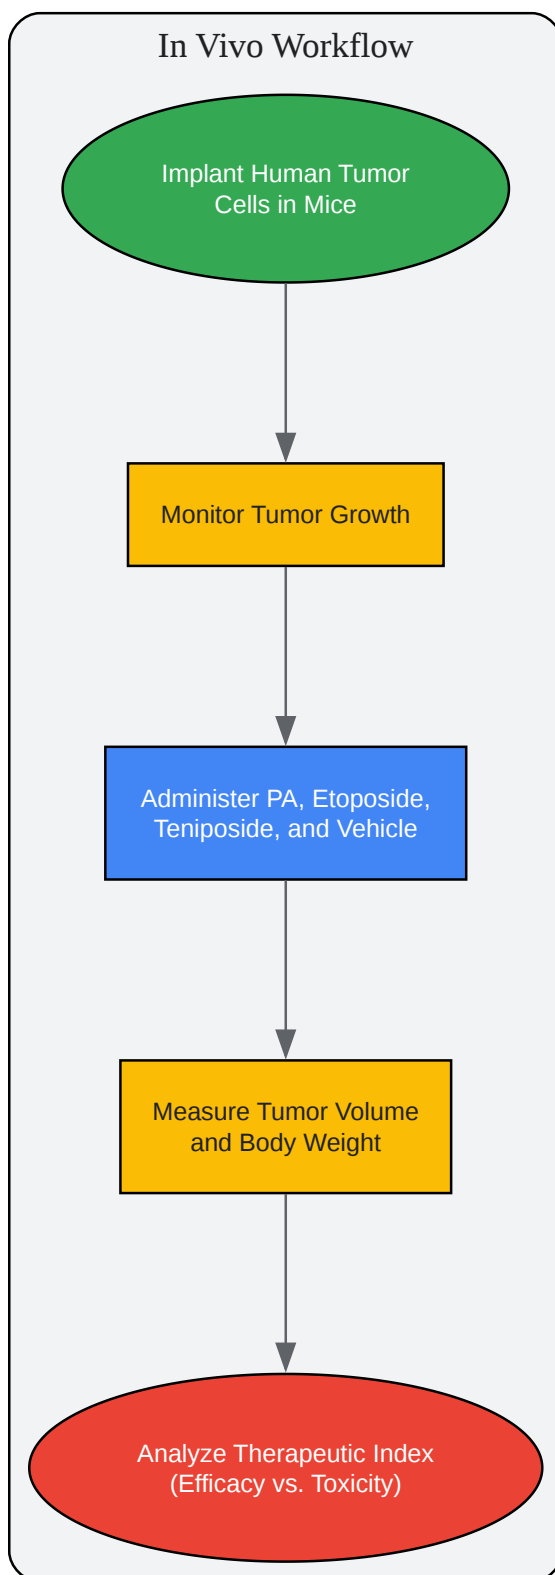 In Vivo Workflow
Implant Human Tumor
Cells in Mice
Monitor Tumor Growth
Administer PA, Etoposide,
Teniposide, and Vehicle
Measure Tumor Volume
and Body Weight
Analyze Therapeutic Index
(Efficacy vs. Toxicity)